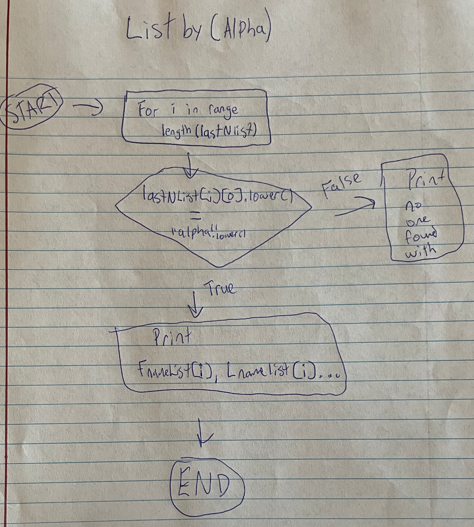 List by (Alpha)
START
For i in range
length(lastNlist)
lastNList[i][0].lower()
=
"alpha".lower()
False
Print
no
one
found
with
True
Print
FnameList[i], Lnamelist[i]...
END